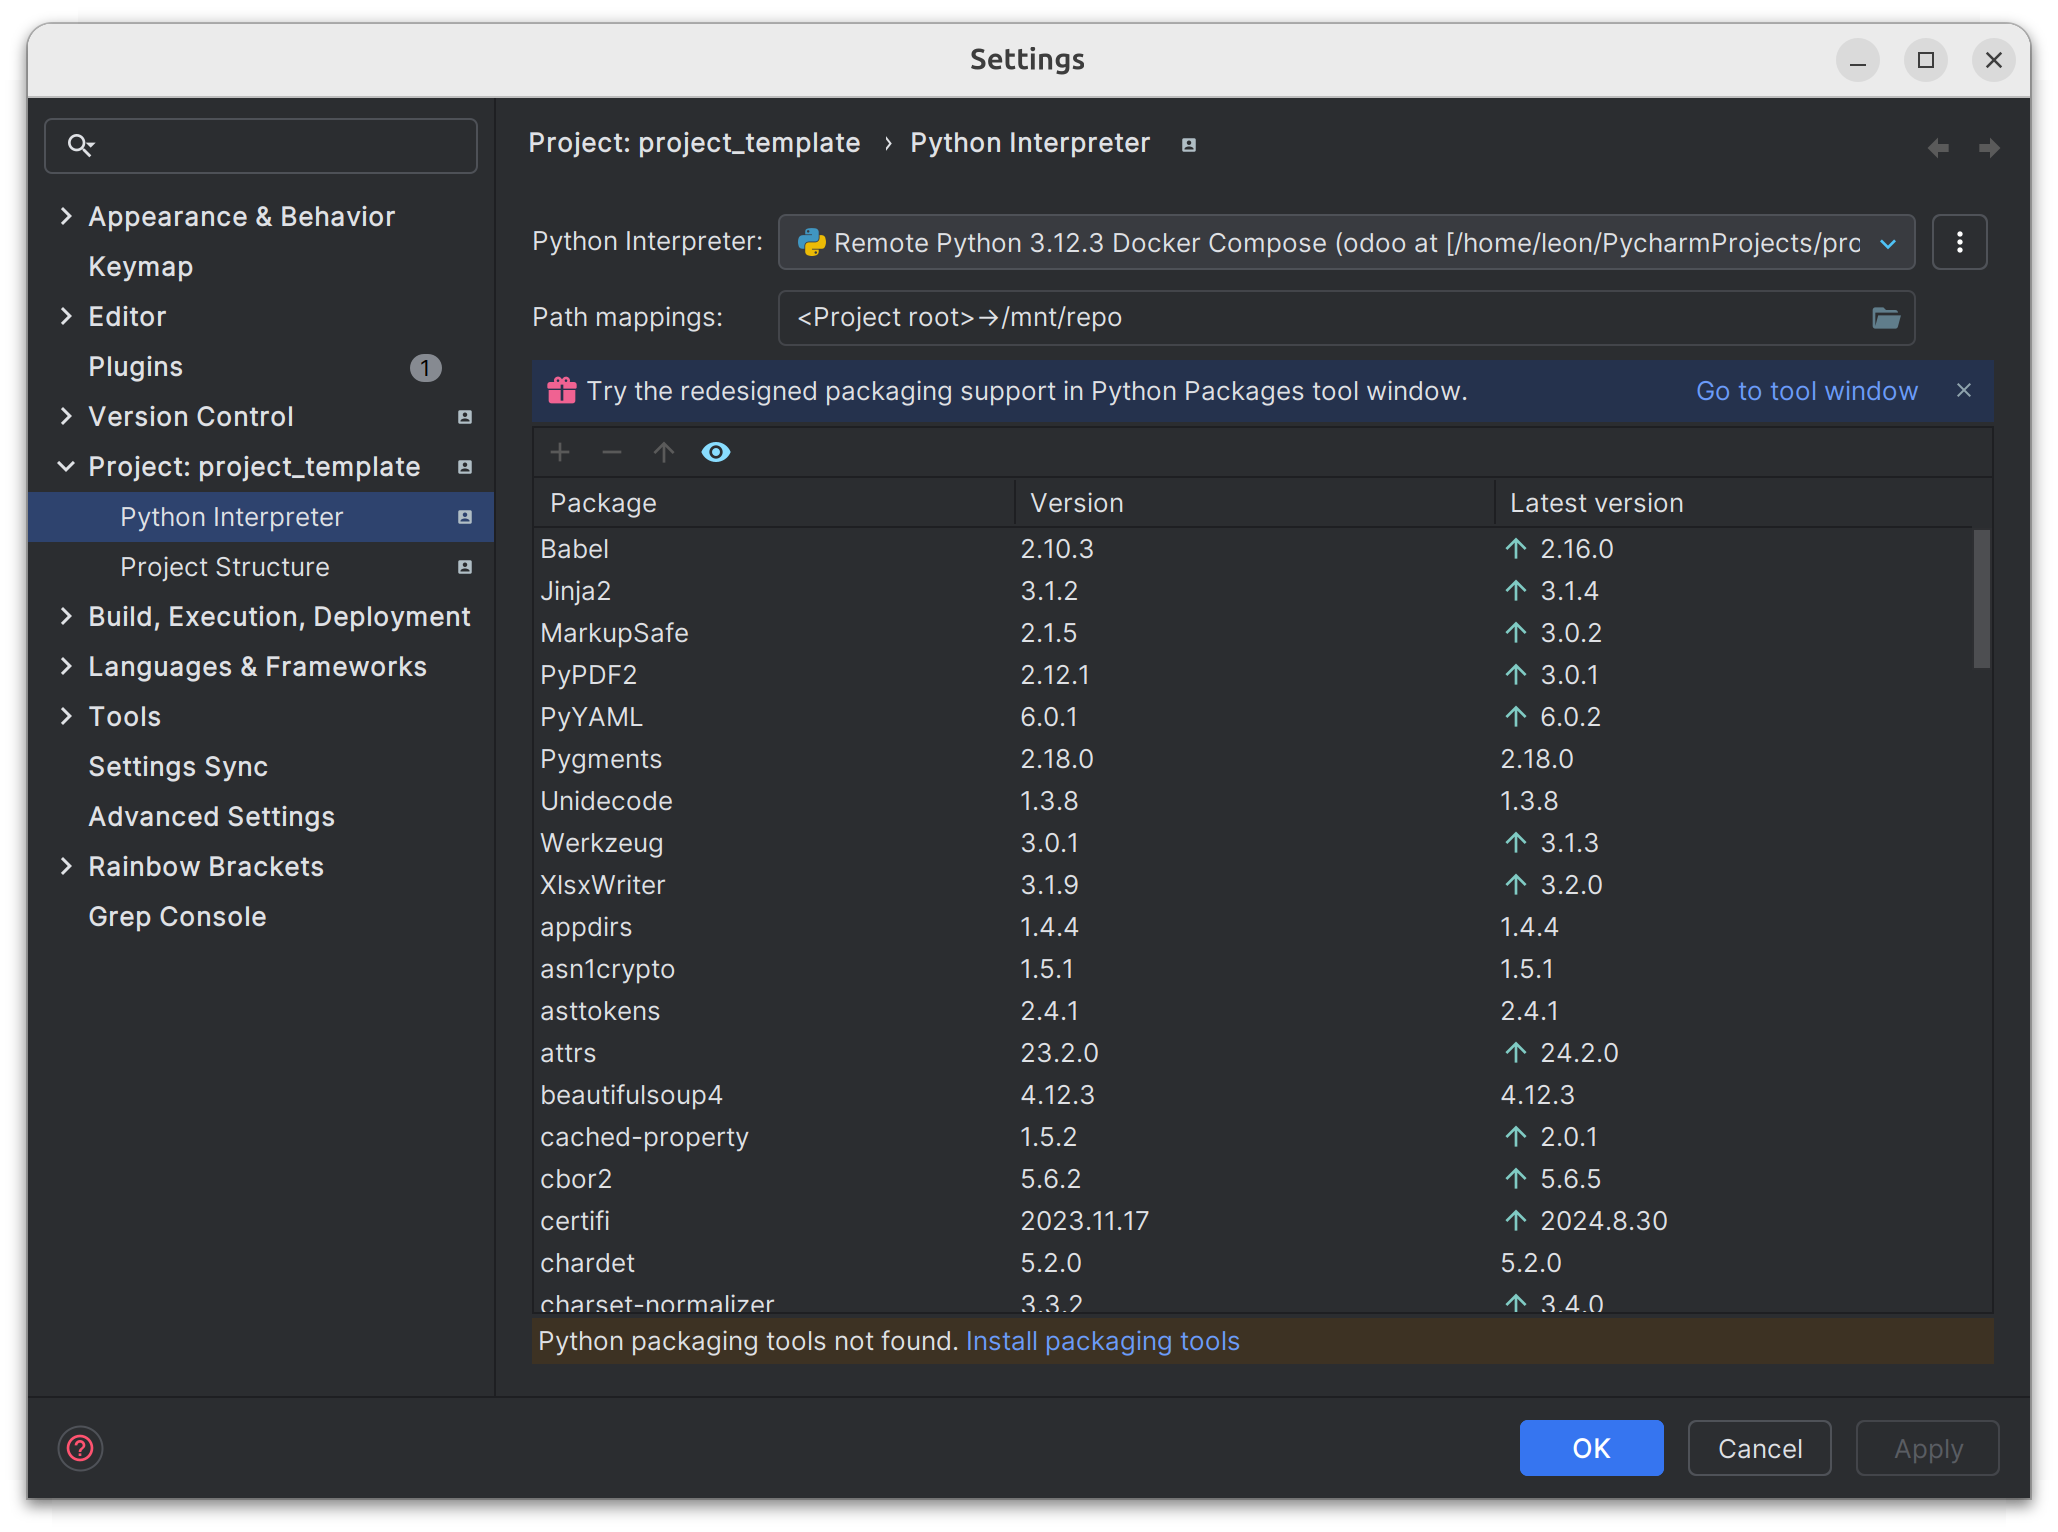 Settings
Appearance & Behavior
Keymap
Editor
Plugins 1
Version Control
Project: project_template
Python Interpreter
Project Structure
Build, Execution, Deployment
Languages & Frameworks
Tools
Settings Sync
Advanced Settings
Rainbow Brackets
Grep Console
Project: project_template › Python Interpreter
Python Interpreter: Remote Python 3.12.3 Docker Compose (odoo at [/home/leon/PycharmProjects/pro
Path mappings: <Project root>→/mnt/repo
Try the redesigned packaging support in Python Packages tool window. Go to tool window
Package Version Latest version
Babel 2.10.3 2.16.0
Jinja2 3.1.2 3.1.4
MarkupSafe 2.1.5 3.0.2
PyPDF2 2.12.1 3.0.1
PyYAML 6.0.1 6.0.2
Pygments 2.18.0 2.18.0
Unidecode 1.3.8 1.3.8
Werkzeug 3.0.1 3.1.3
XlsxWriter 3.1.9 3.2.0
appdirs 1.4.4 1.4.4
asn1crypto 1.5.1 1.5.1
asttokens 2.4.1 2.4.1
attrs 23.2.0 24.2.0
beautifulsoup4 4.12.3 4.12.3
cached-property 1.5.2 2.0.1
cbor2 5.6.2 5.6.5
certifi 2023.11.17 2024.8.30
chardet 5.2.0 5.2.0
charset-normalizer 3.3.2 3.4.0
Python packaging tools not found. Install packaging tools
? OK Cancel Apply